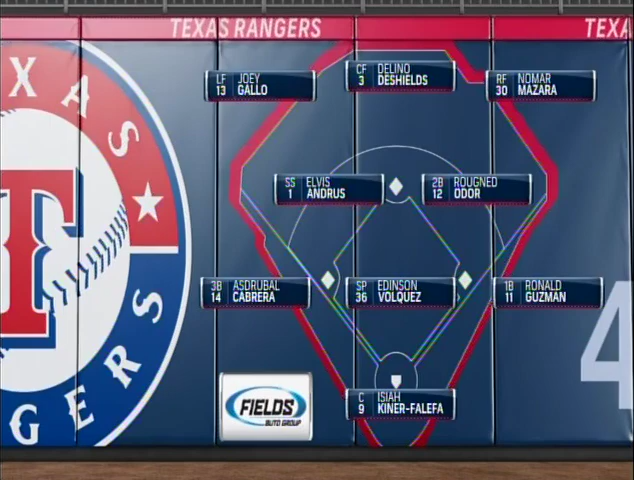 TEXAS RANGERS
TEXA
XAS
GERS
T
LF JOEY
13 GALLO
CF DELINO
3 DESHIELDS
RF NOMAR
30 MAZARA
SS ELVIS
1 ANDRUS
2B ROUGNED
12 ODOR
3B ASDRUBAL
14 CABRERA
SP EDINSON
36 VOLQUEZ
1B RONALD
11 GUZMAN
4
FIELDS
AUTO GROUP
C ISIAH
9 KINER-FALEFA